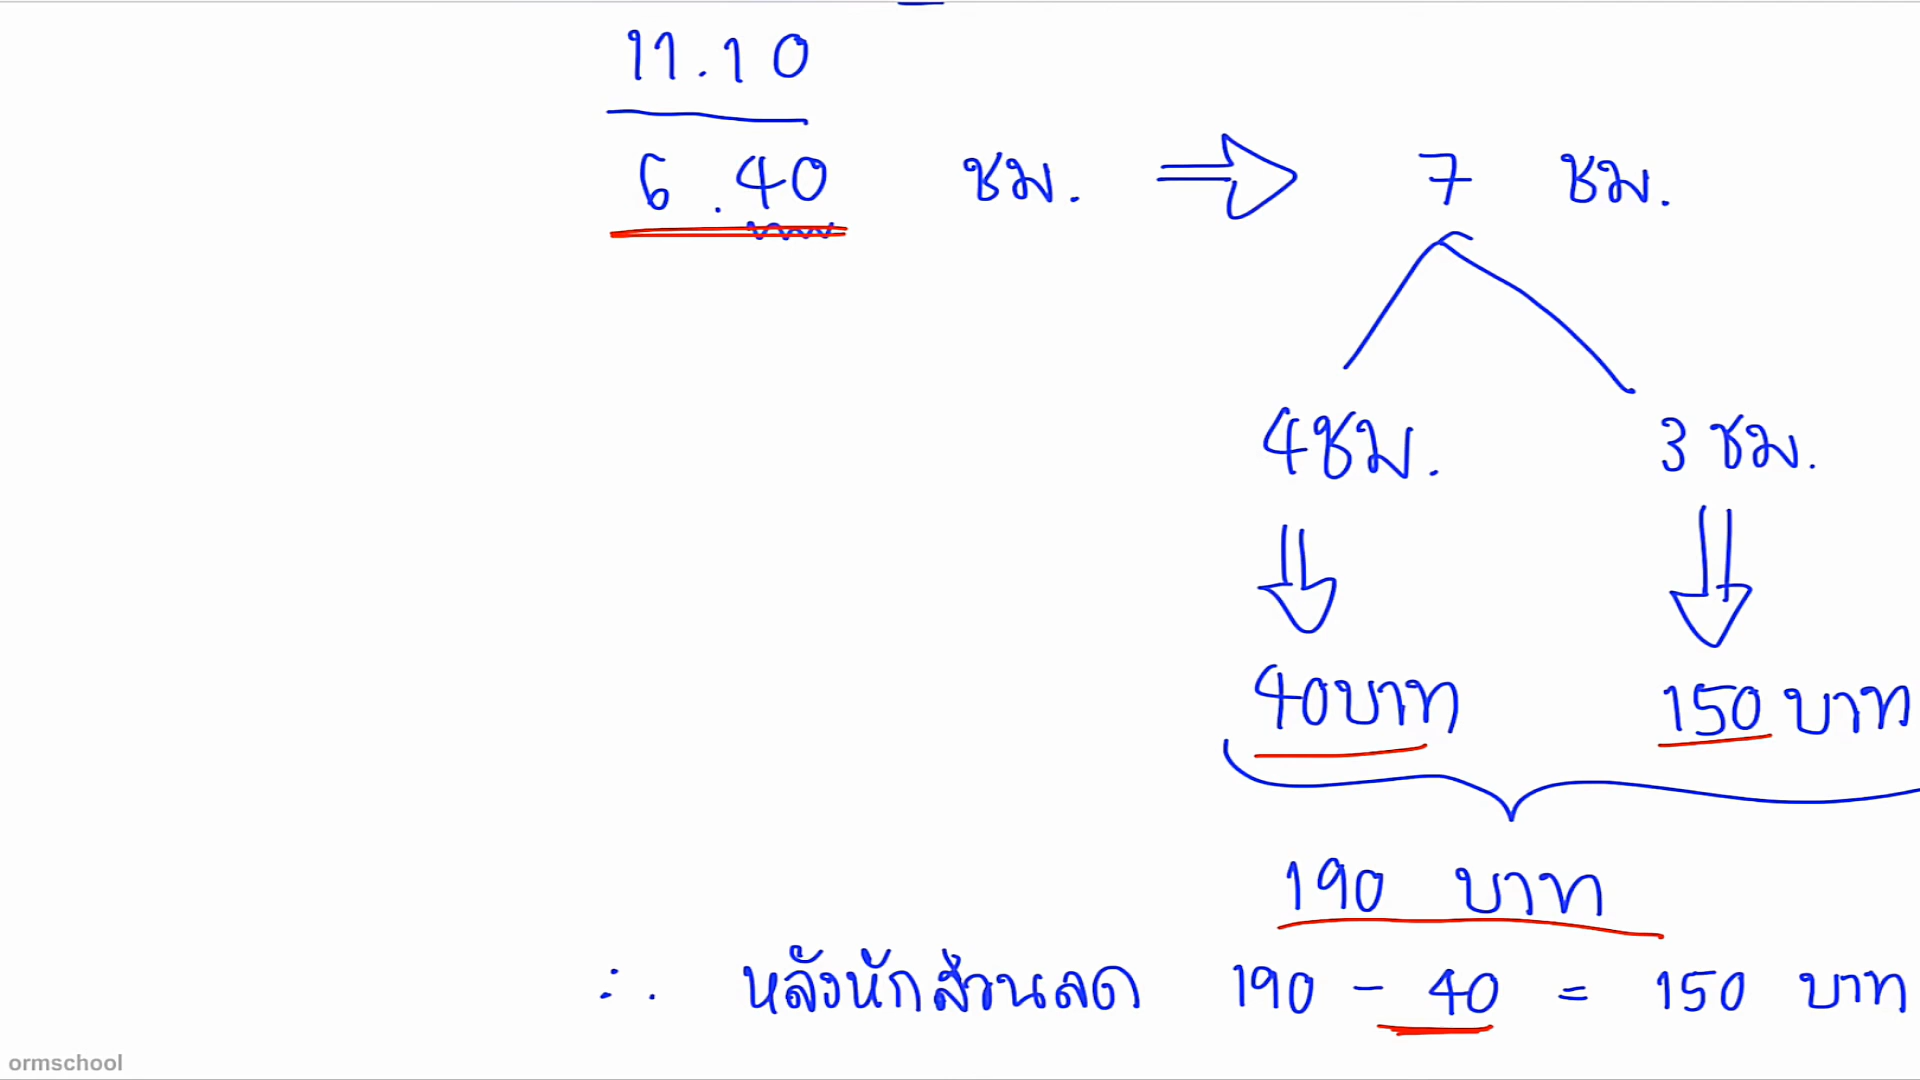 11.10
6.40 ชม. ⇒ 7 ชม.
4ชม. 3 ชม.
40บาท 150 บาท
190 บาท
∴ หลังหักส่วนลด 190 - 40 = 150 บาท
ormschool